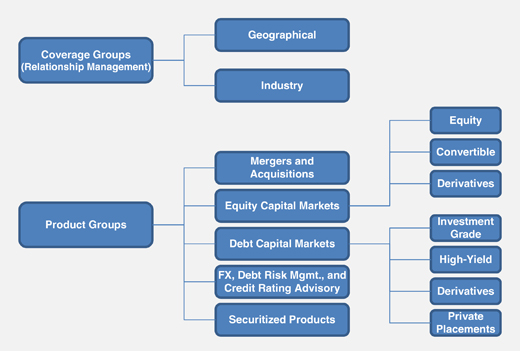 Coverage Groups
(Relationship Management)
Geographical
Industry
Product Groups
Mergers and
Acquisitions
Equity Capital Markets
Debt Capital Markets
FX, Debt Risk Mgmt., and
Credit Rating Advisory
Securitized Products
Equity
Convertible
Derivatives
Investment
Grade
High-Yield
Derivatives
Private
Placements